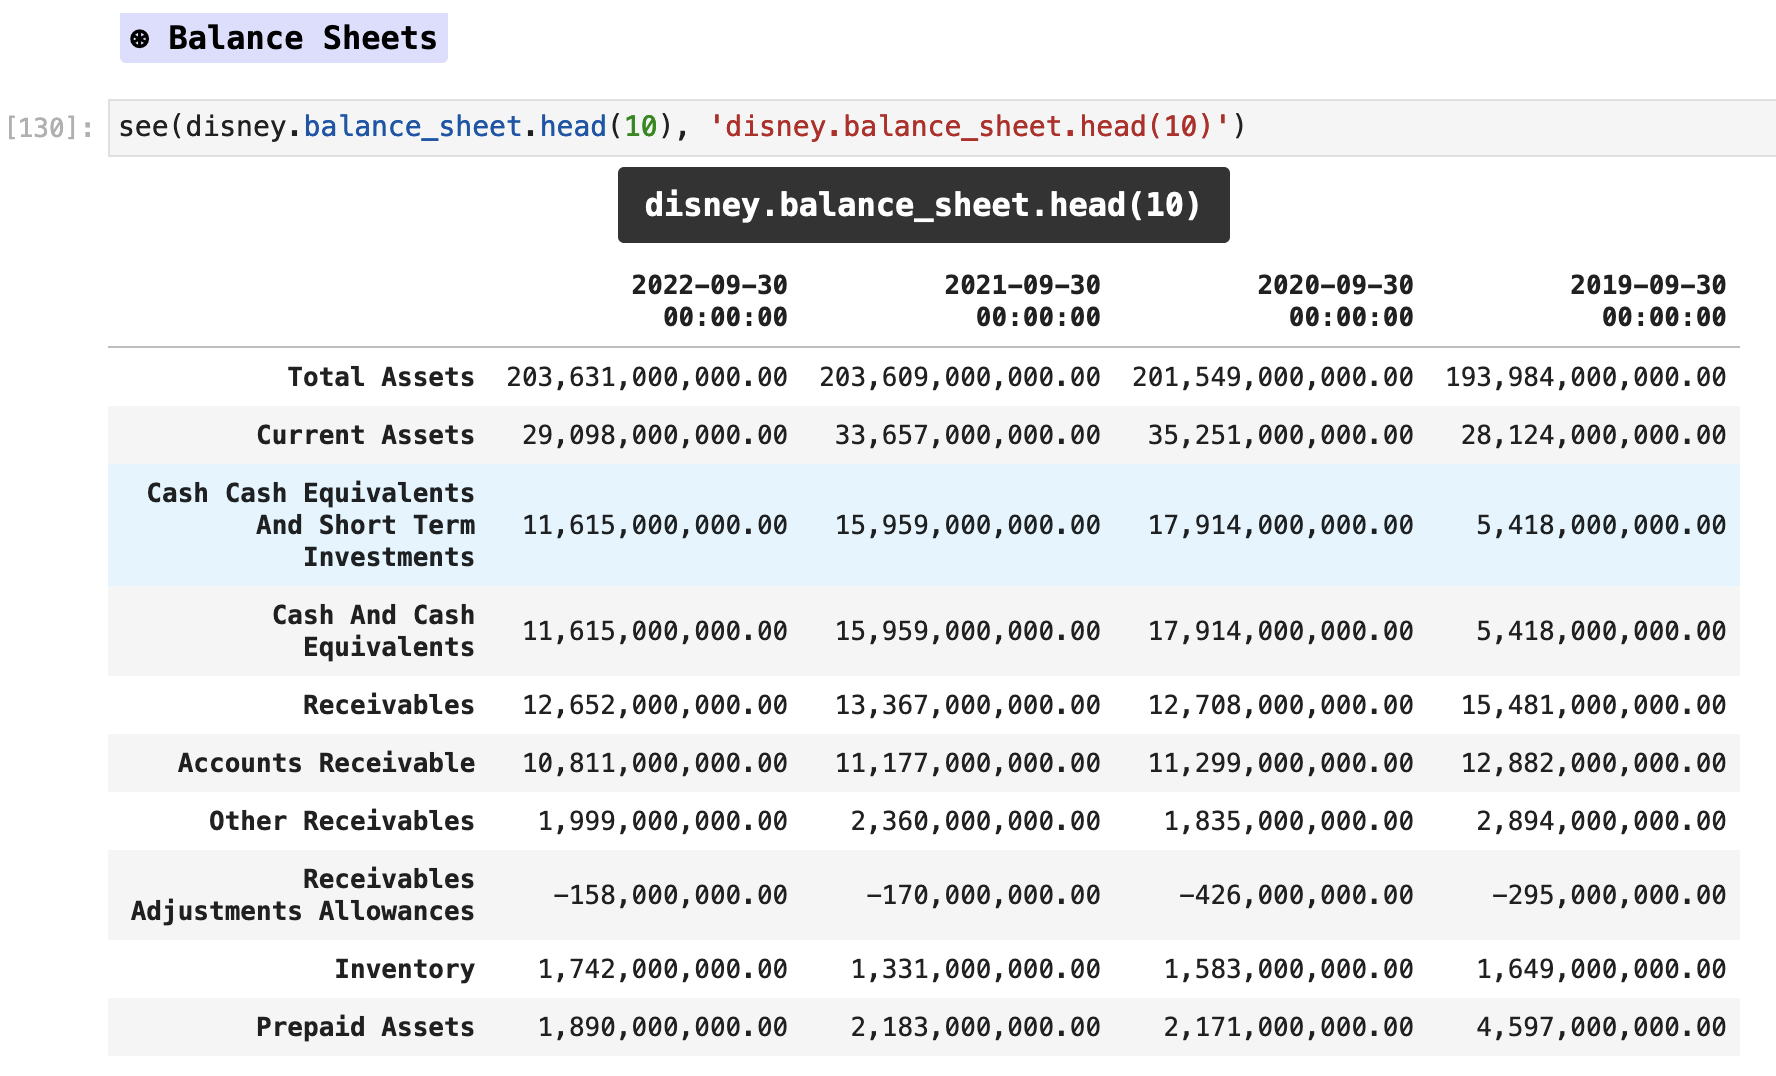 ⊛ Balance Sheets
[130]: see(disney.balance_sheet.head(10), 'disney.balance_sheet.head(10)')
disney.balance_sheet.head(10)
2022-09-30 2021-09-30 2020-09-30 2019-09-30
00:00:00 00:00:00 00:00:00 00:00:00
Total Assets 203,631,000,000.00 203,609,000,000.00 201,549,000,000.00 193,984,000,000.00
Current Assets 29,098,000,000.00 33,657,000,000.00 35,251,000,000.00 28,124,000,000.00
Cash Cash Equivalents
And Short Term 11,615,000,000.00 15,959,000,000.00 17,914,000,000.00 5,418,000,000.00
Investments
Cash And Cash
Equivalents 11,615,000,000.00 15,959,000,000.00 17,914,000,000.00 5,418,000,000.00
Receivables 12,652,000,000.00 13,367,000,000.00 12,708,000,000.00 15,481,000,000.00
Accounts Receivable 10,811,000,000.00 11,177,000,000.00 11,299,000,000.00 12,882,000,000.00
Other Receivables 1,999,000,000.00 2,360,000,000.00 1,835,000,000.00 2,894,000,000.00
Receivables
Adjustments Allowances -158,000,000.00 -170,000,000.00 -426,000,000.00 -295,000,000.00
Inventory 1,742,000,000.00 1,331,000,000.00 1,583,000,000.00 1,649,000,000.00
Prepaid Assets 1,890,000,000.00 2,183,000,000.00 2,171,000,000.00 4,597,000,000.00